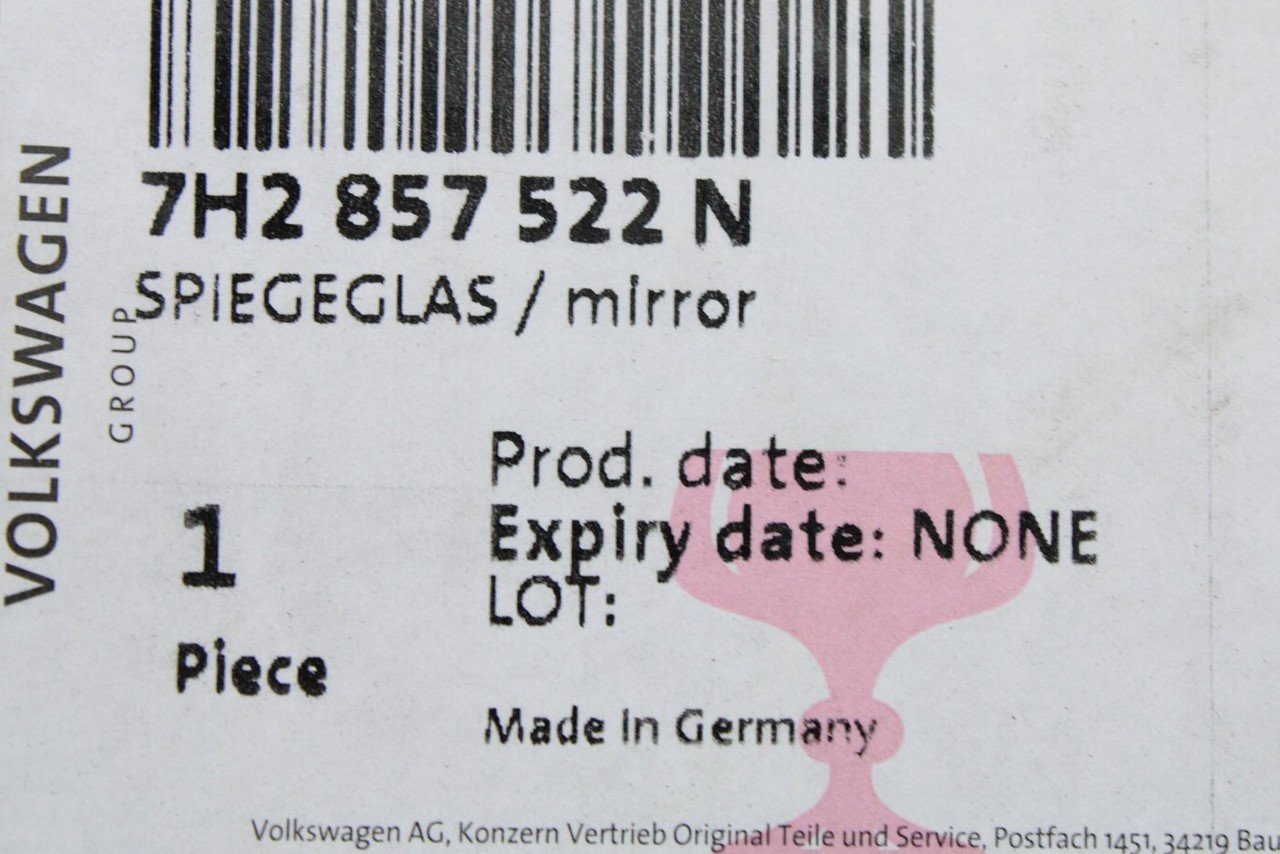 VOLKSWAGEN
GROUP
7H2 857 522 N
SPIEGEGLAS / mirror
Prod. date:
Expiry date: NONE
LOT:
1
Piece
Made in Germany
Volkswagen AG, Konzern Vertrieb Original Teile und Service, Postfach 1451, 34219 Bau